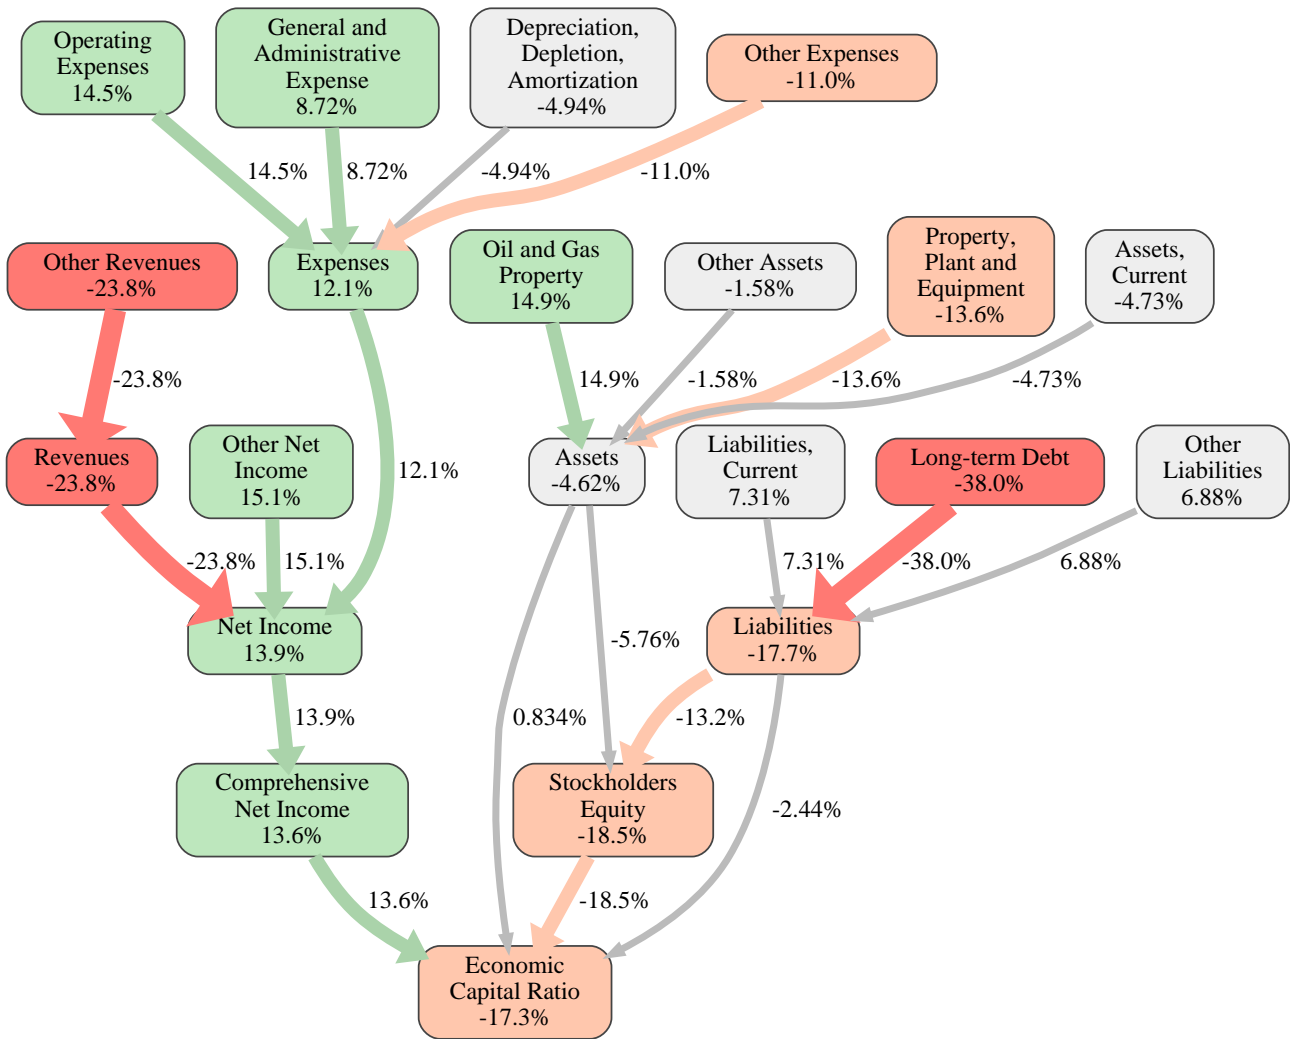 Operating
Expenses
14.5%
General and
Administrative
Expense
8.72%
Depreciation,
Depletion,
Amortization
-4.94%
Other Expenses
-11.0%
14.5%
8.72%
-4.94%
-11.0%
Other Revenues
-23.8%
Expenses
12.1%
Oil and Gas
Property
14.9%
Other Assets
-1.58%
Property,
Plant and
Equipment
-13.6%
Assets,
Current
-4.73%
-23.8%
14.9%
-1.58%
-13.6%
-4.73%
Revenues
-23.8%
Other Net
Income
15.1%
12.1%
Assets
-4.62%
Liabilities,
Current
7.31%
Long-term Debt
-38.0%
Other
Liabilities
6.88%
-23.8%
15.1%
7.31%
-38.0%
6.88%
Net Income
13.9%
-5.76%
Liabilities
-17.7%
13.9%
0.834%
-13.2%
Comprehensive
Net Income
13.6%
Stockholders
Equity
-18.5%
-2.44%
13.6%
-18.5%
Economic
Capital Ratio
-17.3%